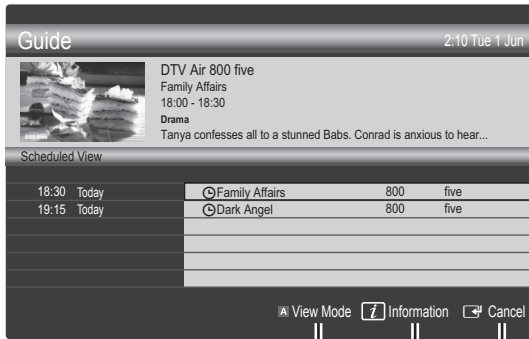 Guide 2:10 Tue 1 Jun
DTV Air 800 five
Family Affairs
18:00 - 18:30
Drama
Tanya confesses all to a stunned Babs. Conrad is anxious to hear...
800 five
Scheduled View
18:30 Today Family Affairs 800 five
19:15 Today Dark Angel 800 five
A View Mode i Information Cancel